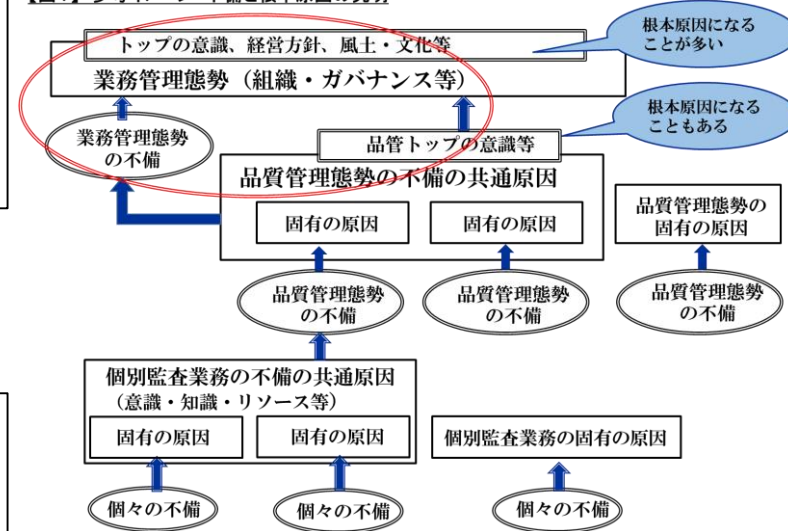 根本原因になる
ことが多い
トップの意識、経営方針、風土・文化等
業務管理態勢（組織・ガバナンス等）
根本原因になる
こともある
業務管理態勢
の不備
品管トップの意識等
品質管理態勢の不備の共通原因
品質管理態勢の
固有の原因
固有の原因
固有の原因
品質管理態勢
の不備
品質管理態勢
の不備
品質管理態勢
の不備
個別監査業務の不備の共通原因
（意識・知識・リソース等）
固有の原因
固有の原因
個別監査業務の固有の原因
個々の不備
個々の不備
個々の不備